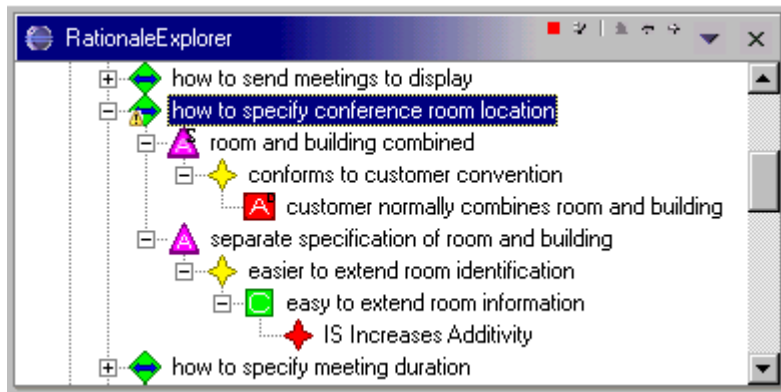 RationaleExplorer
how to send meetings to display
how to specify conference room location
room and building combined
conforms to customer convention
customer normally combines room and building
separate specification of room and building
easier to extend room identification
easy to extend room information
IS Increases Additivity
how to specify meeting duration